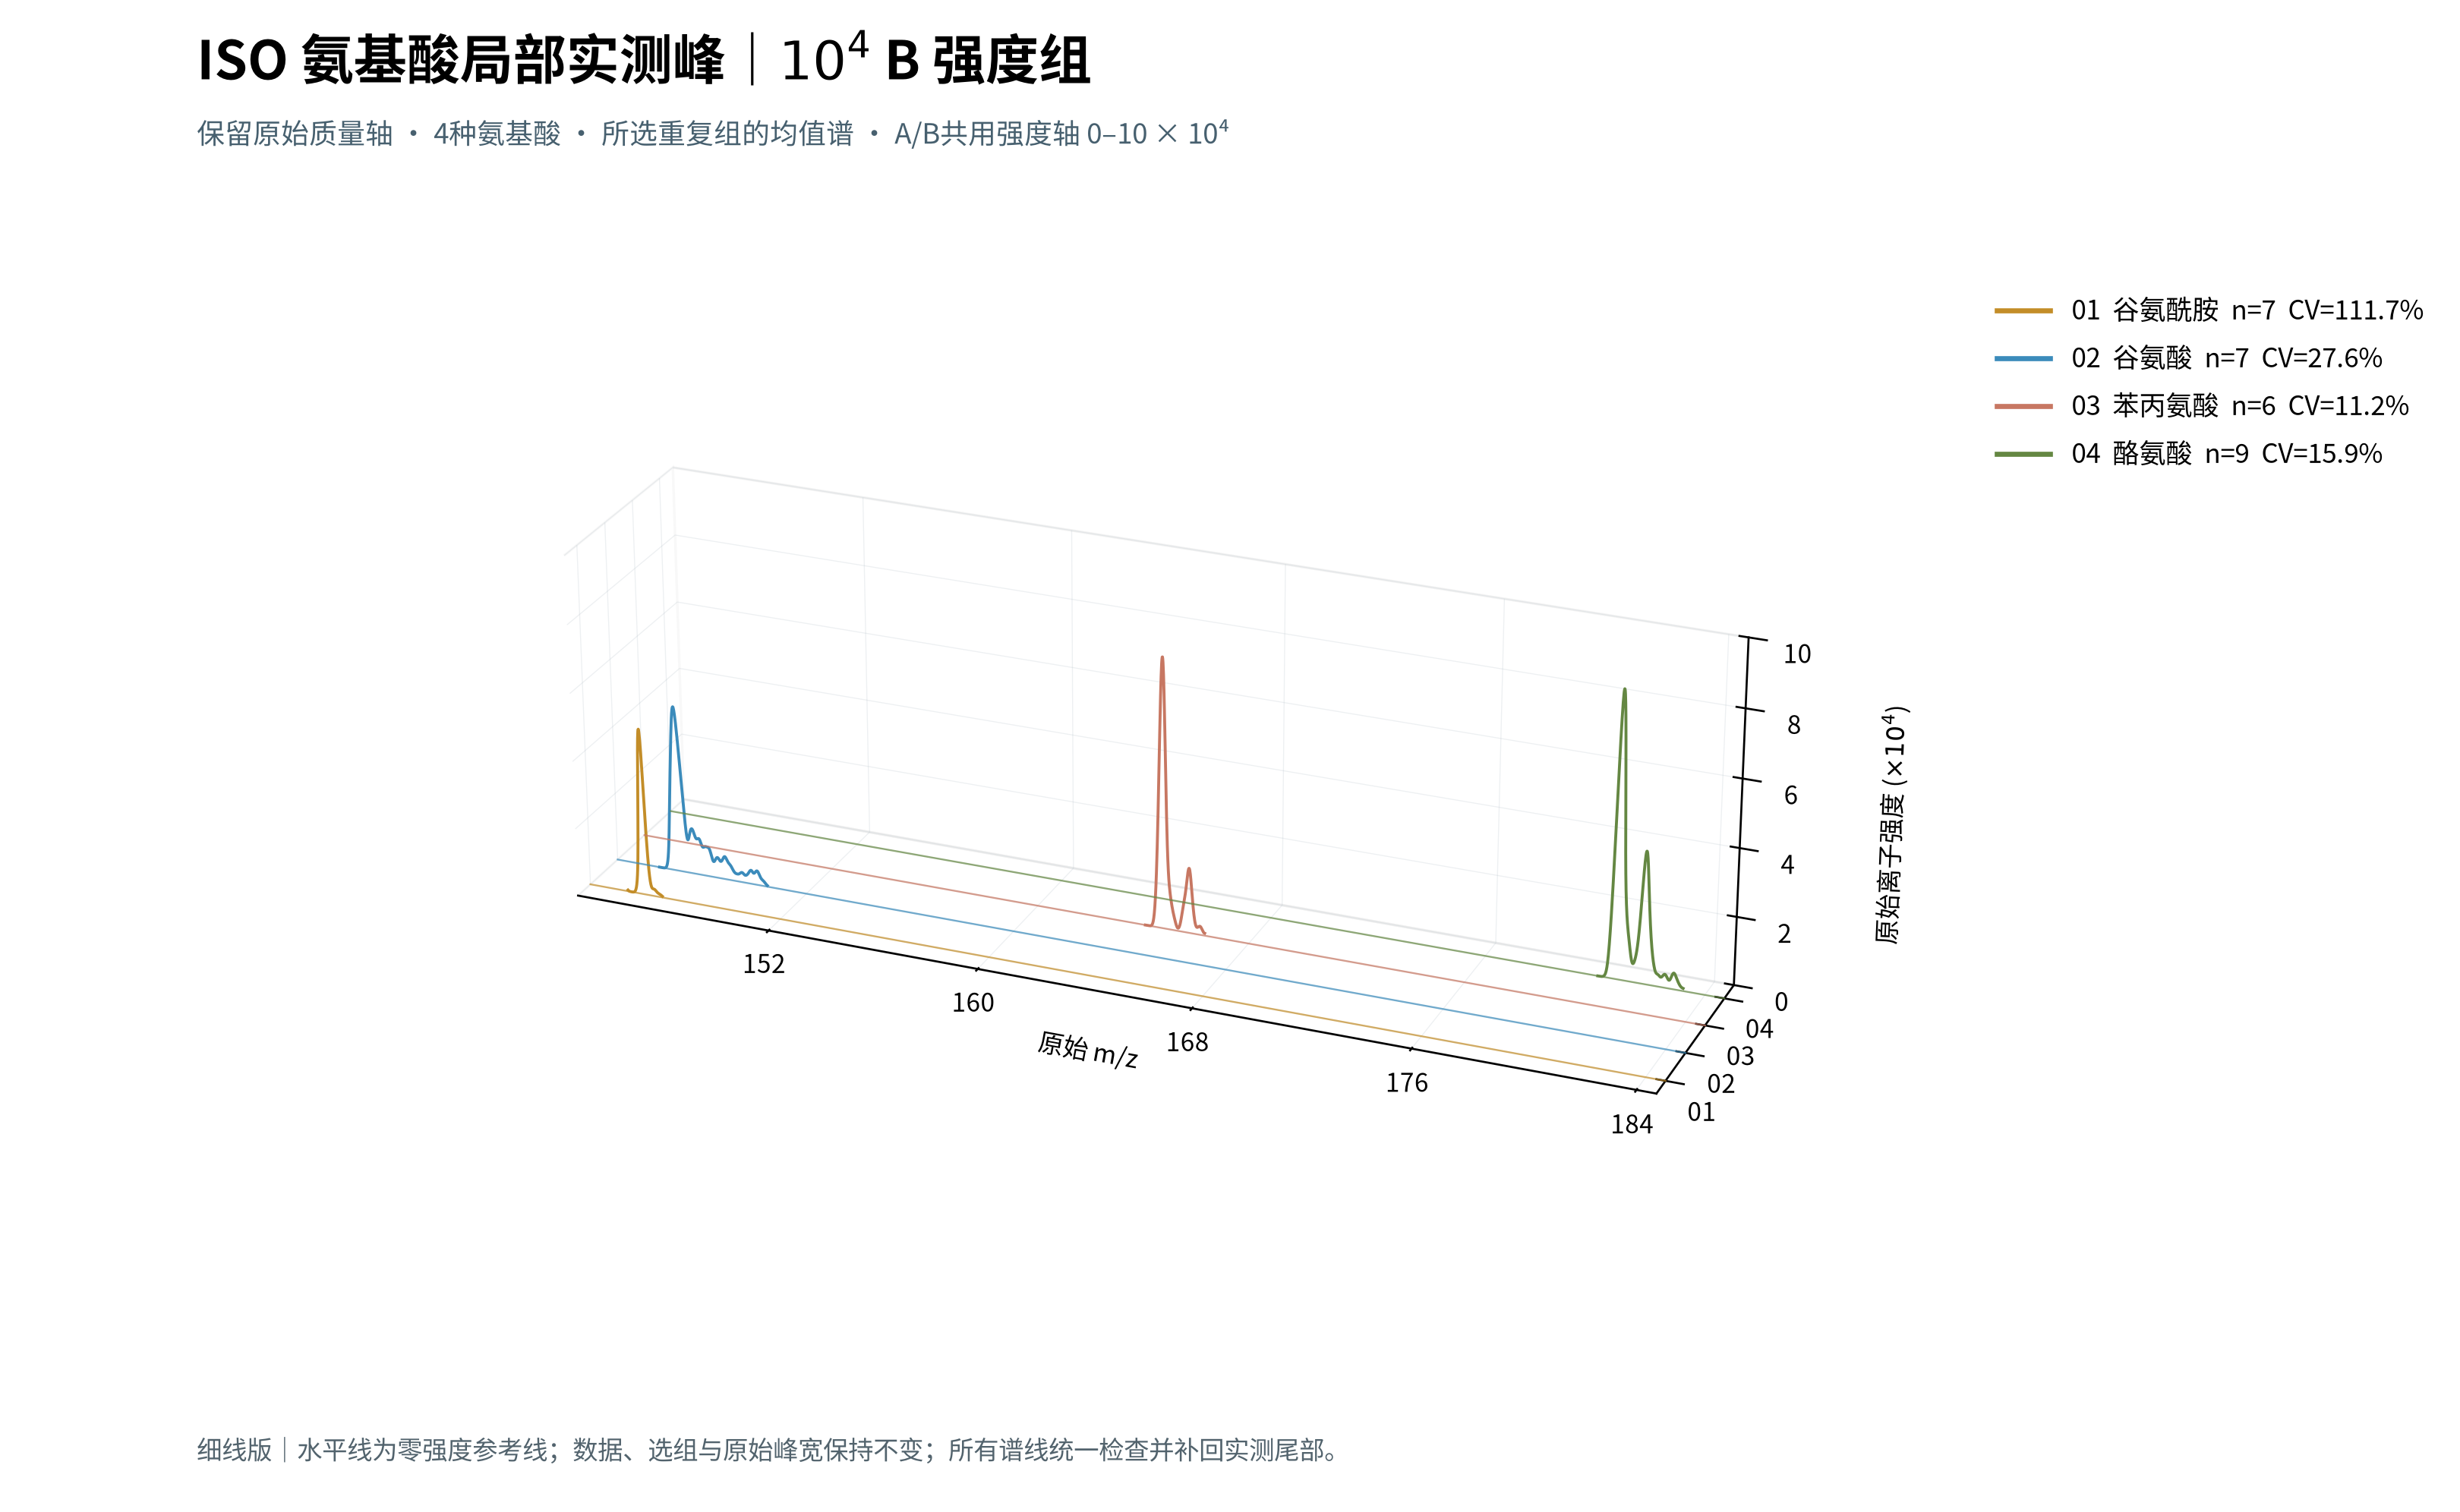 ISO 氨基酸局部实测峰｜10⁴ B 强度组
保留原始质量轴 • 4种氨基酸 • 所选重复组的均值谱 • A/B共用强度轴 0–10 × 10⁴
01 谷氨酰胺 n=7 CV=111.7%
02 谷氨酸 n=7 CV=27.6%
03 苯丙氨酸 n=6 CV=11.2%
04 酪氨酸 n=9 CV=15.9%
10
8
6
4
2
0
原始离子强度 (×10⁴)
04
03
02
01
152
160
168
176
184
原始 m/z
细线版｜水平线为零强度参考线；数据、选组与原始峰宽保持不变；所有谱线统一检查并补回实测尾部。